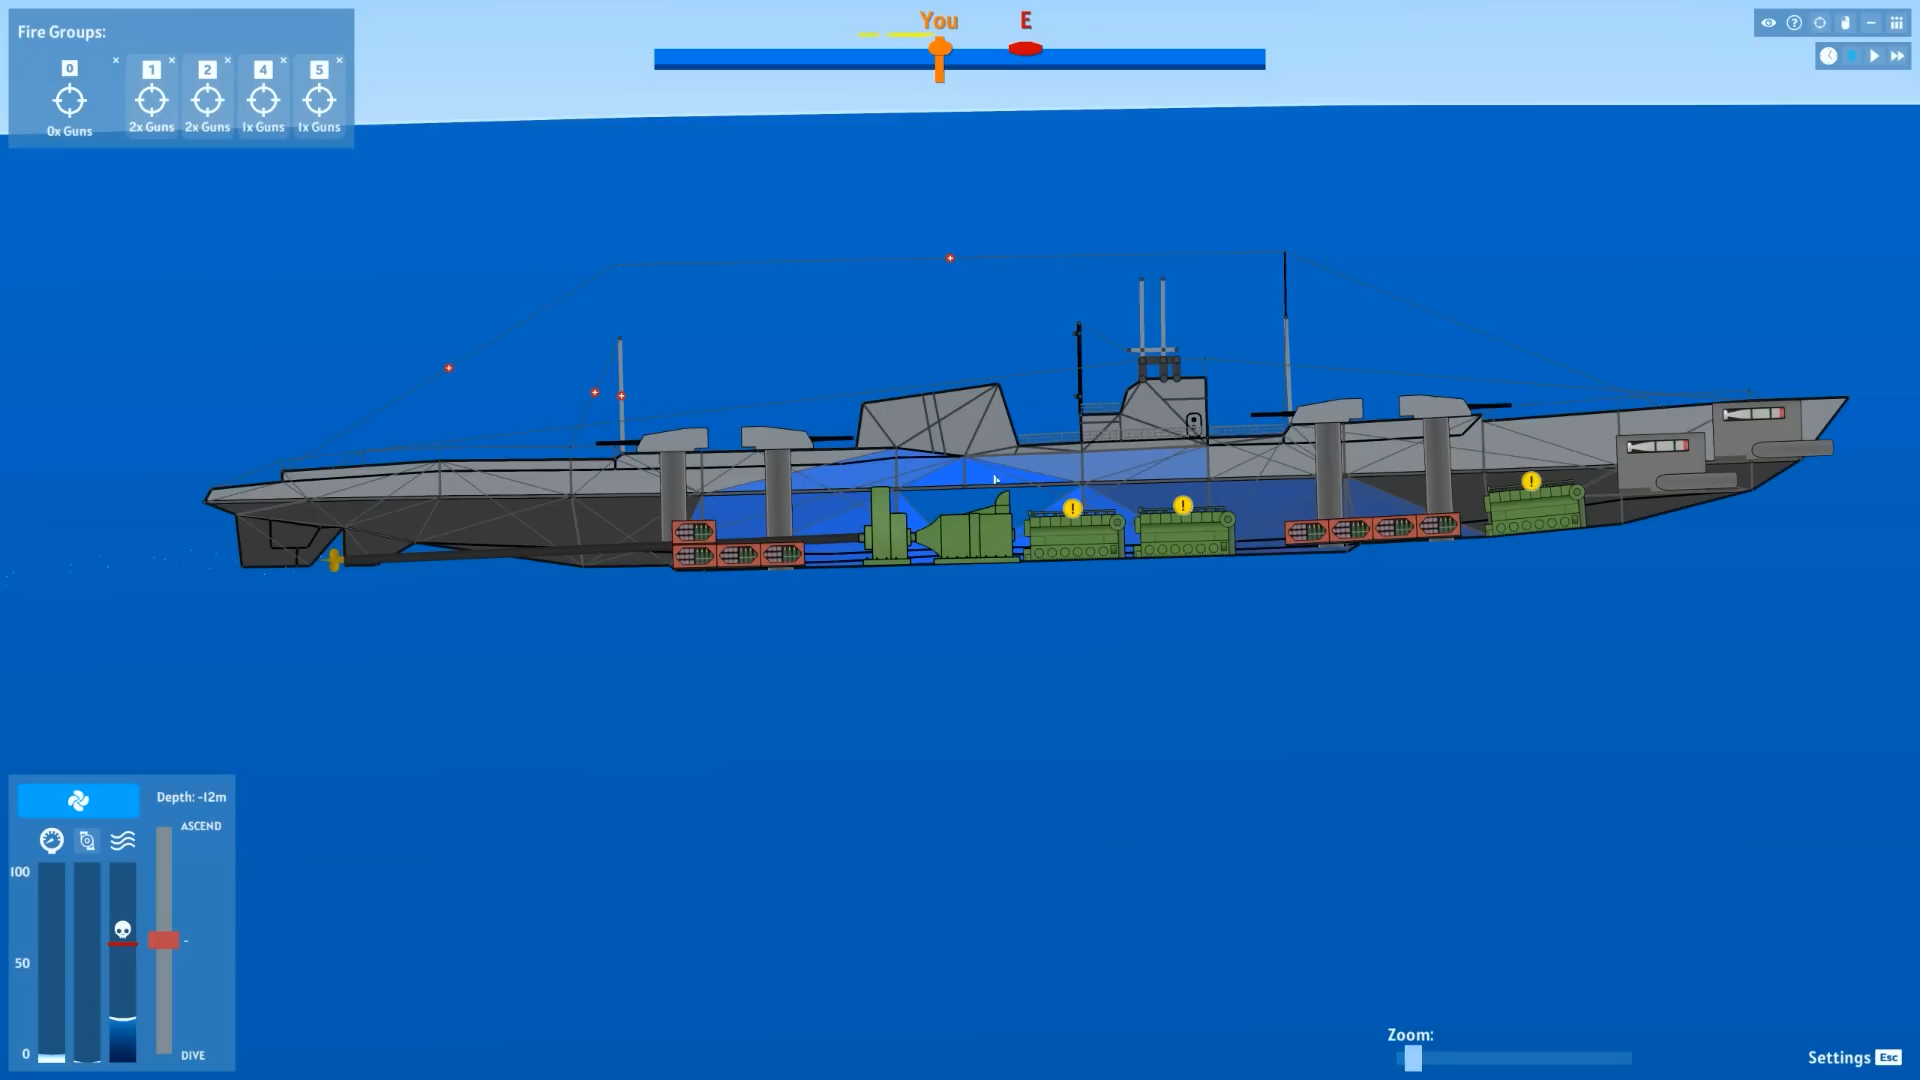 Fire Groups:
0 1 2 4 5
0x Guns 2x Guns 2x Guns 1x Guns 1x Guns
You E
Depth: -12m
ASCEND
100
50
0
DIVE
Zoom:
Settings Esc